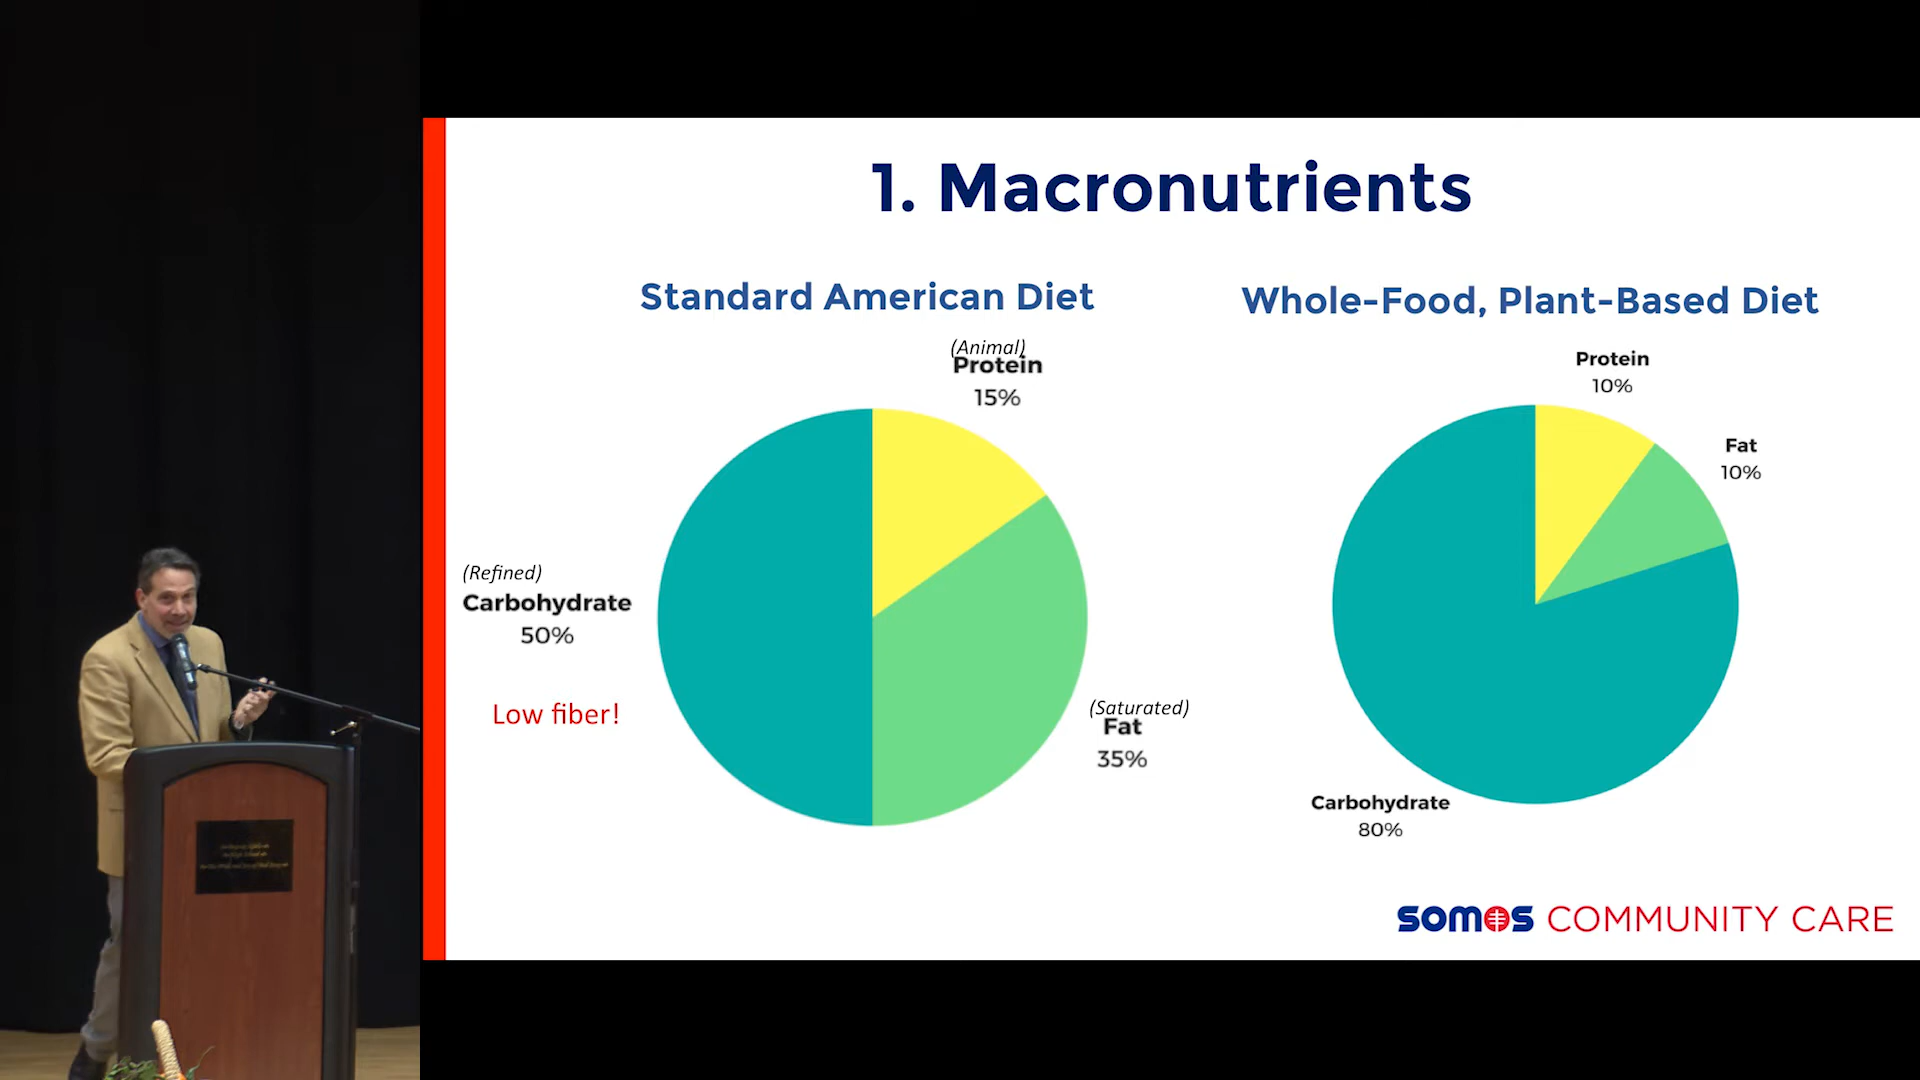 1. Macronutrients
Standard American Diet
(Animal)
Protein
15%
(Refined)
Carbohydrate
50%
Low fiber!
(Saturated)
Fat
35%
Whole-Food, Plant-Based Diet
Protein
10%
Fat
10%
Carbohydrate
80%
SOMOS COMMUNITY CARE